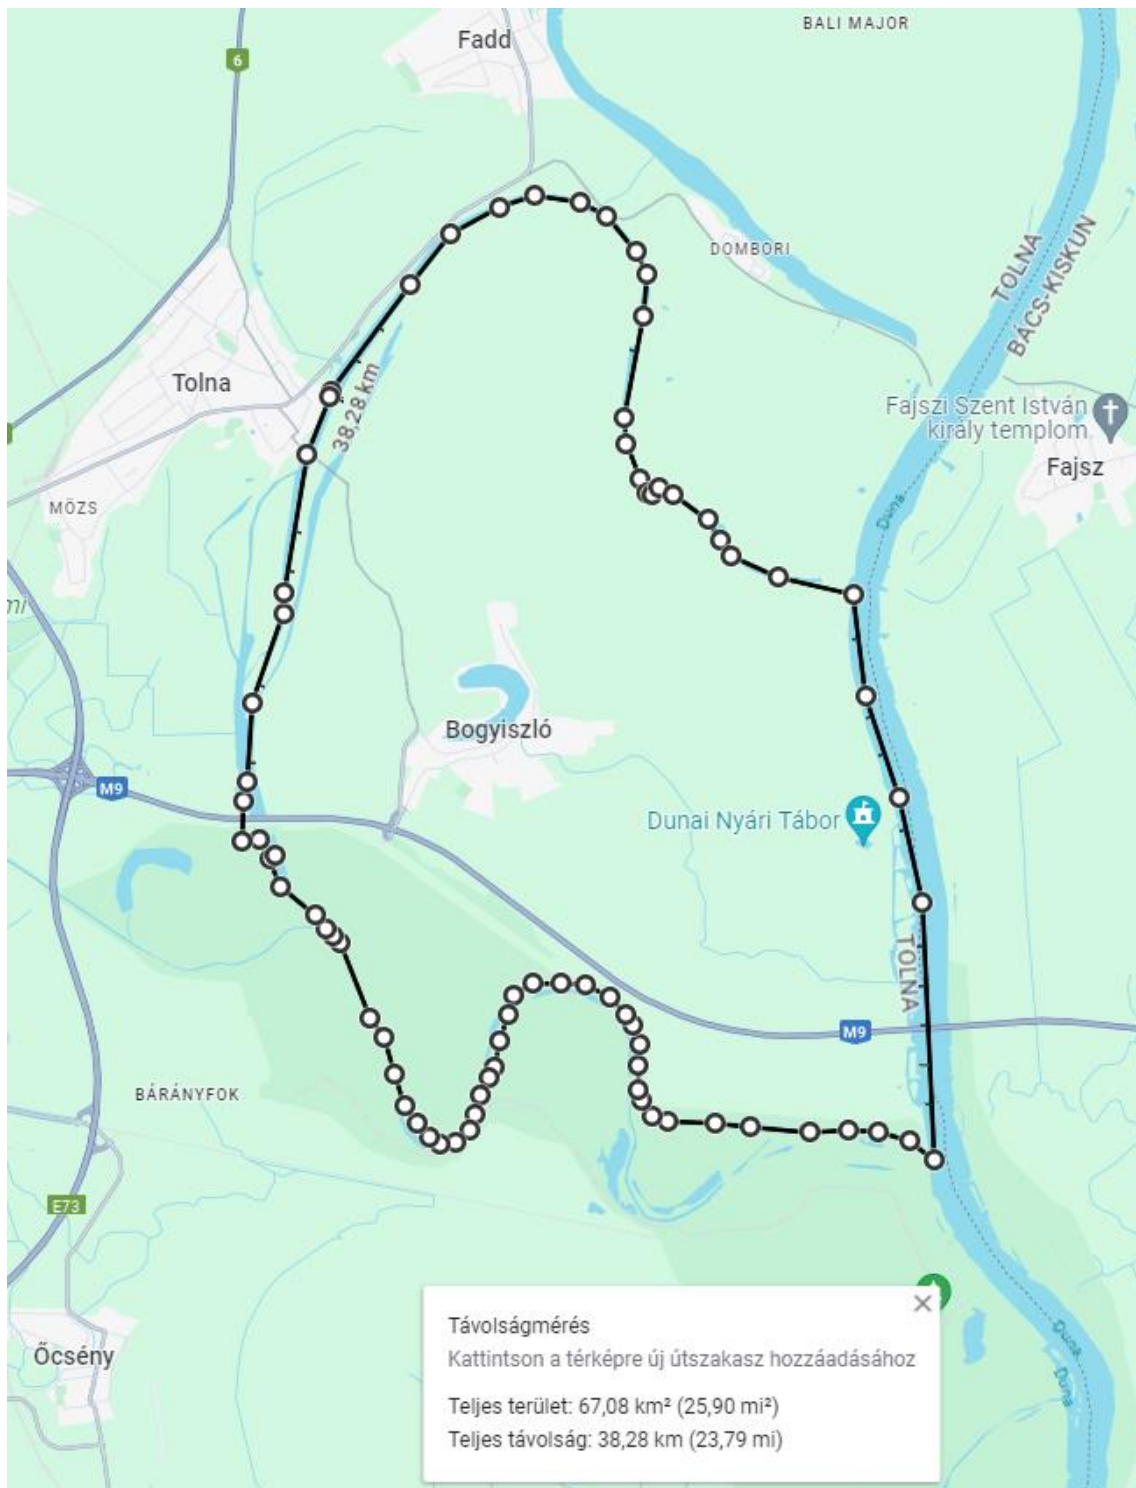 BALI MAJOR
Fadd
6
DOMBORI
TOLNA
BÁCS-KISKUN
Tolna
38,28 km
Fajszi Szent István
király templom
Fajsz
MÖZS
Duna
Bogyiszló
M9
Dunai Nyári Tábor
TOLNA
M9
BÁRÁNYFOK
E73
Őcsény
Távolságmérés
Kattintson a térképre új útszakasz hozzáadásához
Teljes terület: 67,08 km² (25,90 mi²)
Teljes távolság: 38,28 km (23,79 mi)
Duna
Duna